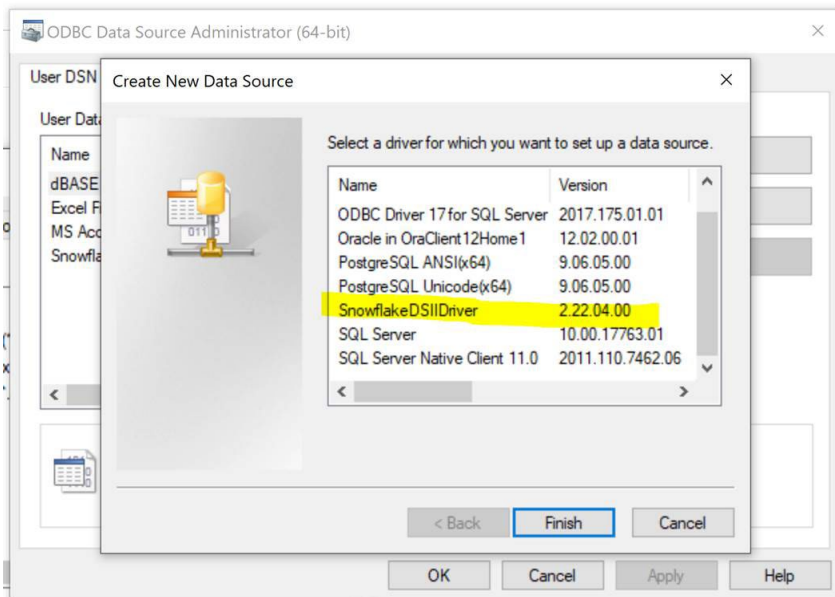 ODBC Data Source Administrator (64-bit)
User DSN
Create New Data Source
User Data
Select a driver for which you want to set up a data source.
Name
Name Version
dBASE
ODBC Driver 17 for SQL Server 2017.175.01.01
Excel F
Oracle in OraClient12Home1 12.02.00.01
MS Acc
PostgreSQL ANSI(x64) 9.06.05.00
Snowfla
PostgreSQL Unicode(x64) 9.06.05.00
SnowflakeDSIIDriver 2.22.04.00
SQL Server 10.00.17763.01
SQL Server Native Client 11.0 2011.110.7462.06
< Back Finish Cancel
OK Cancel Apply Help